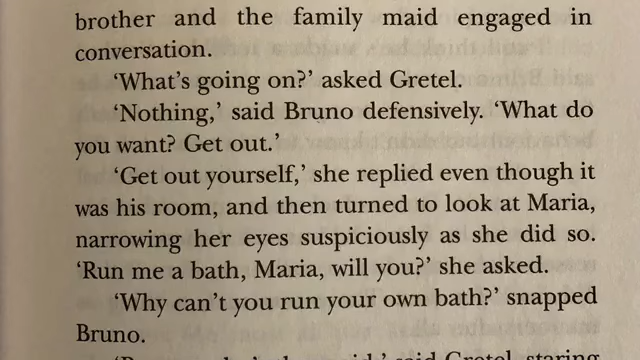 brother and the family maid engaged in
conversation.
‘What’s going on?’ asked Gretel.
‘Nothing,’ said Bruno defensively. ‘What do
you want? Get out.’
‘Get out yourself,’ she replied even though it
was his room, and then turned to look at Maria,
narrowing her eyes suspiciously as she did so.
‘Run me a bath, Maria, will you?’ she asked.
‘Why can’t you run your own bath?’ snapped
Bruno.
said Gretel, staring